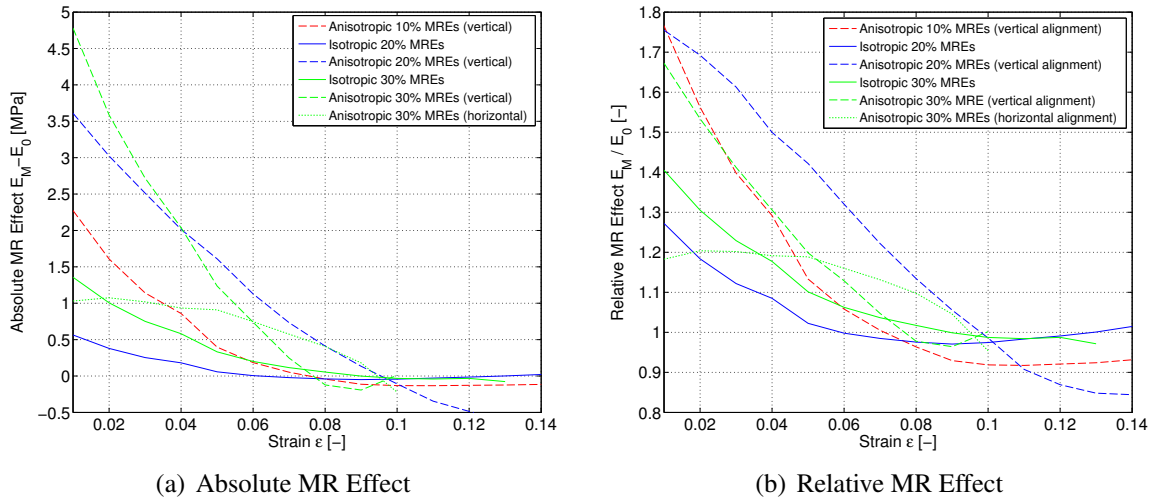 5
4.5
4
3.5
3
2.5
2
1.5
1
0.5
0
−0.5
Absolute MR Effect E_M−E_0 [MPa]
Anisotropic 10% MREs (vertical)
Isotropic 20% MREs
Anisotropic 20% MREs (vertical)
Isotropic 30% MREs
Anisotropic 30% MREs (vertical)
Anisotropic 30% MREs (horizontal)
0.02 0.04 0.06 0.08 0.1 0.12 0.14
Strain ε [−]
(a) Absolute MR Effect
1.8
1.7
1.6
1.5
1.4
1.3
1.2
1.1
1
0.9
0.8
Relative MR Effect E_M / E_0 [−]
Anisotropic 10% MREs (vertical alignment)
Isotropic 20% MREs
Anisotropic 20% MREs (vertical alignment)
Isotropic 30% MREs
Anisotropic 30% MRE (vertical alignment)
Anisotropic 30% MREs (horizontal alignment)
0.02 0.04 0.06 0.08 0.1 0.12 0.14
Strain ε [−]
(b) Relative MR Effect